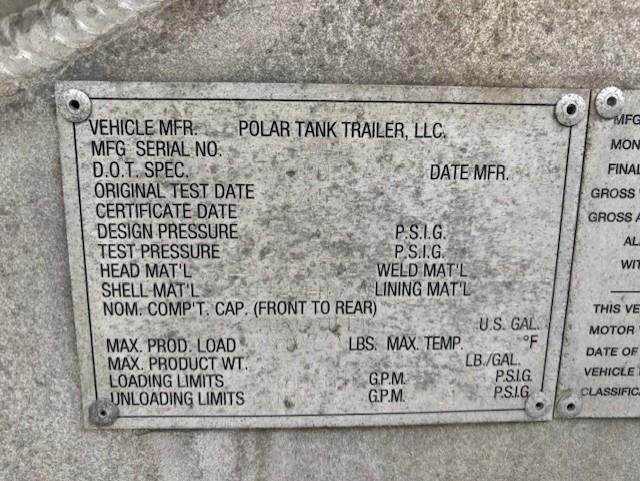 VEHICLE MFR. POLAR TANK TRAILER, LLC.
MFG. SERIAL NO.
D.O.T. SPEC. DATE MFR.
ORIGINAL TEST DATE
CERTIFICATE DATE
DESIGN PRESSURE P.S.I.G.
TEST PRESSURE P.S.I.G.
HEAD MAT'L WELD MAT'L
SHELL MAT'L LINING MAT'L
NOM. COMP'T. CAP. (FRONT TO REAR)
U.S. GAL.
MAX. PROD. LOAD LBS. MAX. TEMP. °F
MAX. PRODUCT WT. LB./GAL.
LOADING LIMITS G.P.M. P.S.I.G.
UNLOADING LIMITS G.P.M. P.S.I.G.
MFG
MON
FINAL
GROSS
GROSS A
AL
WIT
THIS VE
MOTOR
DATE OF
VEHICLE
CLASSIFIC